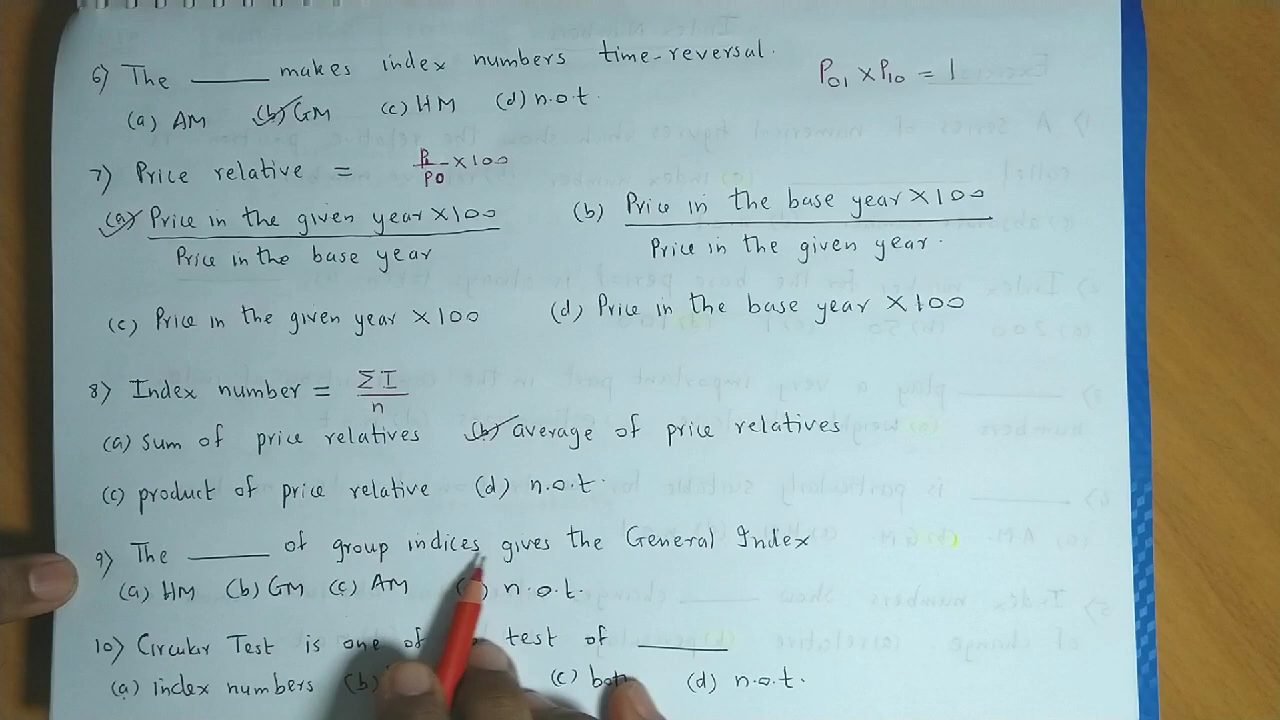 6) The ____ makes index numbers time-reversal.
P01 × P10 = 1
(a) AM (b) GM (c) HM (d) n.o.t.
7) Price relative = P1/P0 × 100
(a) Price in the given year × 100 (b) Price in the base year × 100
Price in the base year Price in the given year.
(c) Price in the given year × 100 (d) Price in the base year × 100
8) Index number = ΣI/n
(a) sum of price relatives (b) average of price relatives
(c) product of price relative (d) n.o.t.
9) The ____ of group indices gives the General Index
(a) HM (b) GM (c) AM n.o.t.
10) Circular Test is one of test of ____
(a) index numbers (b) (c) both (d) n.o.t.